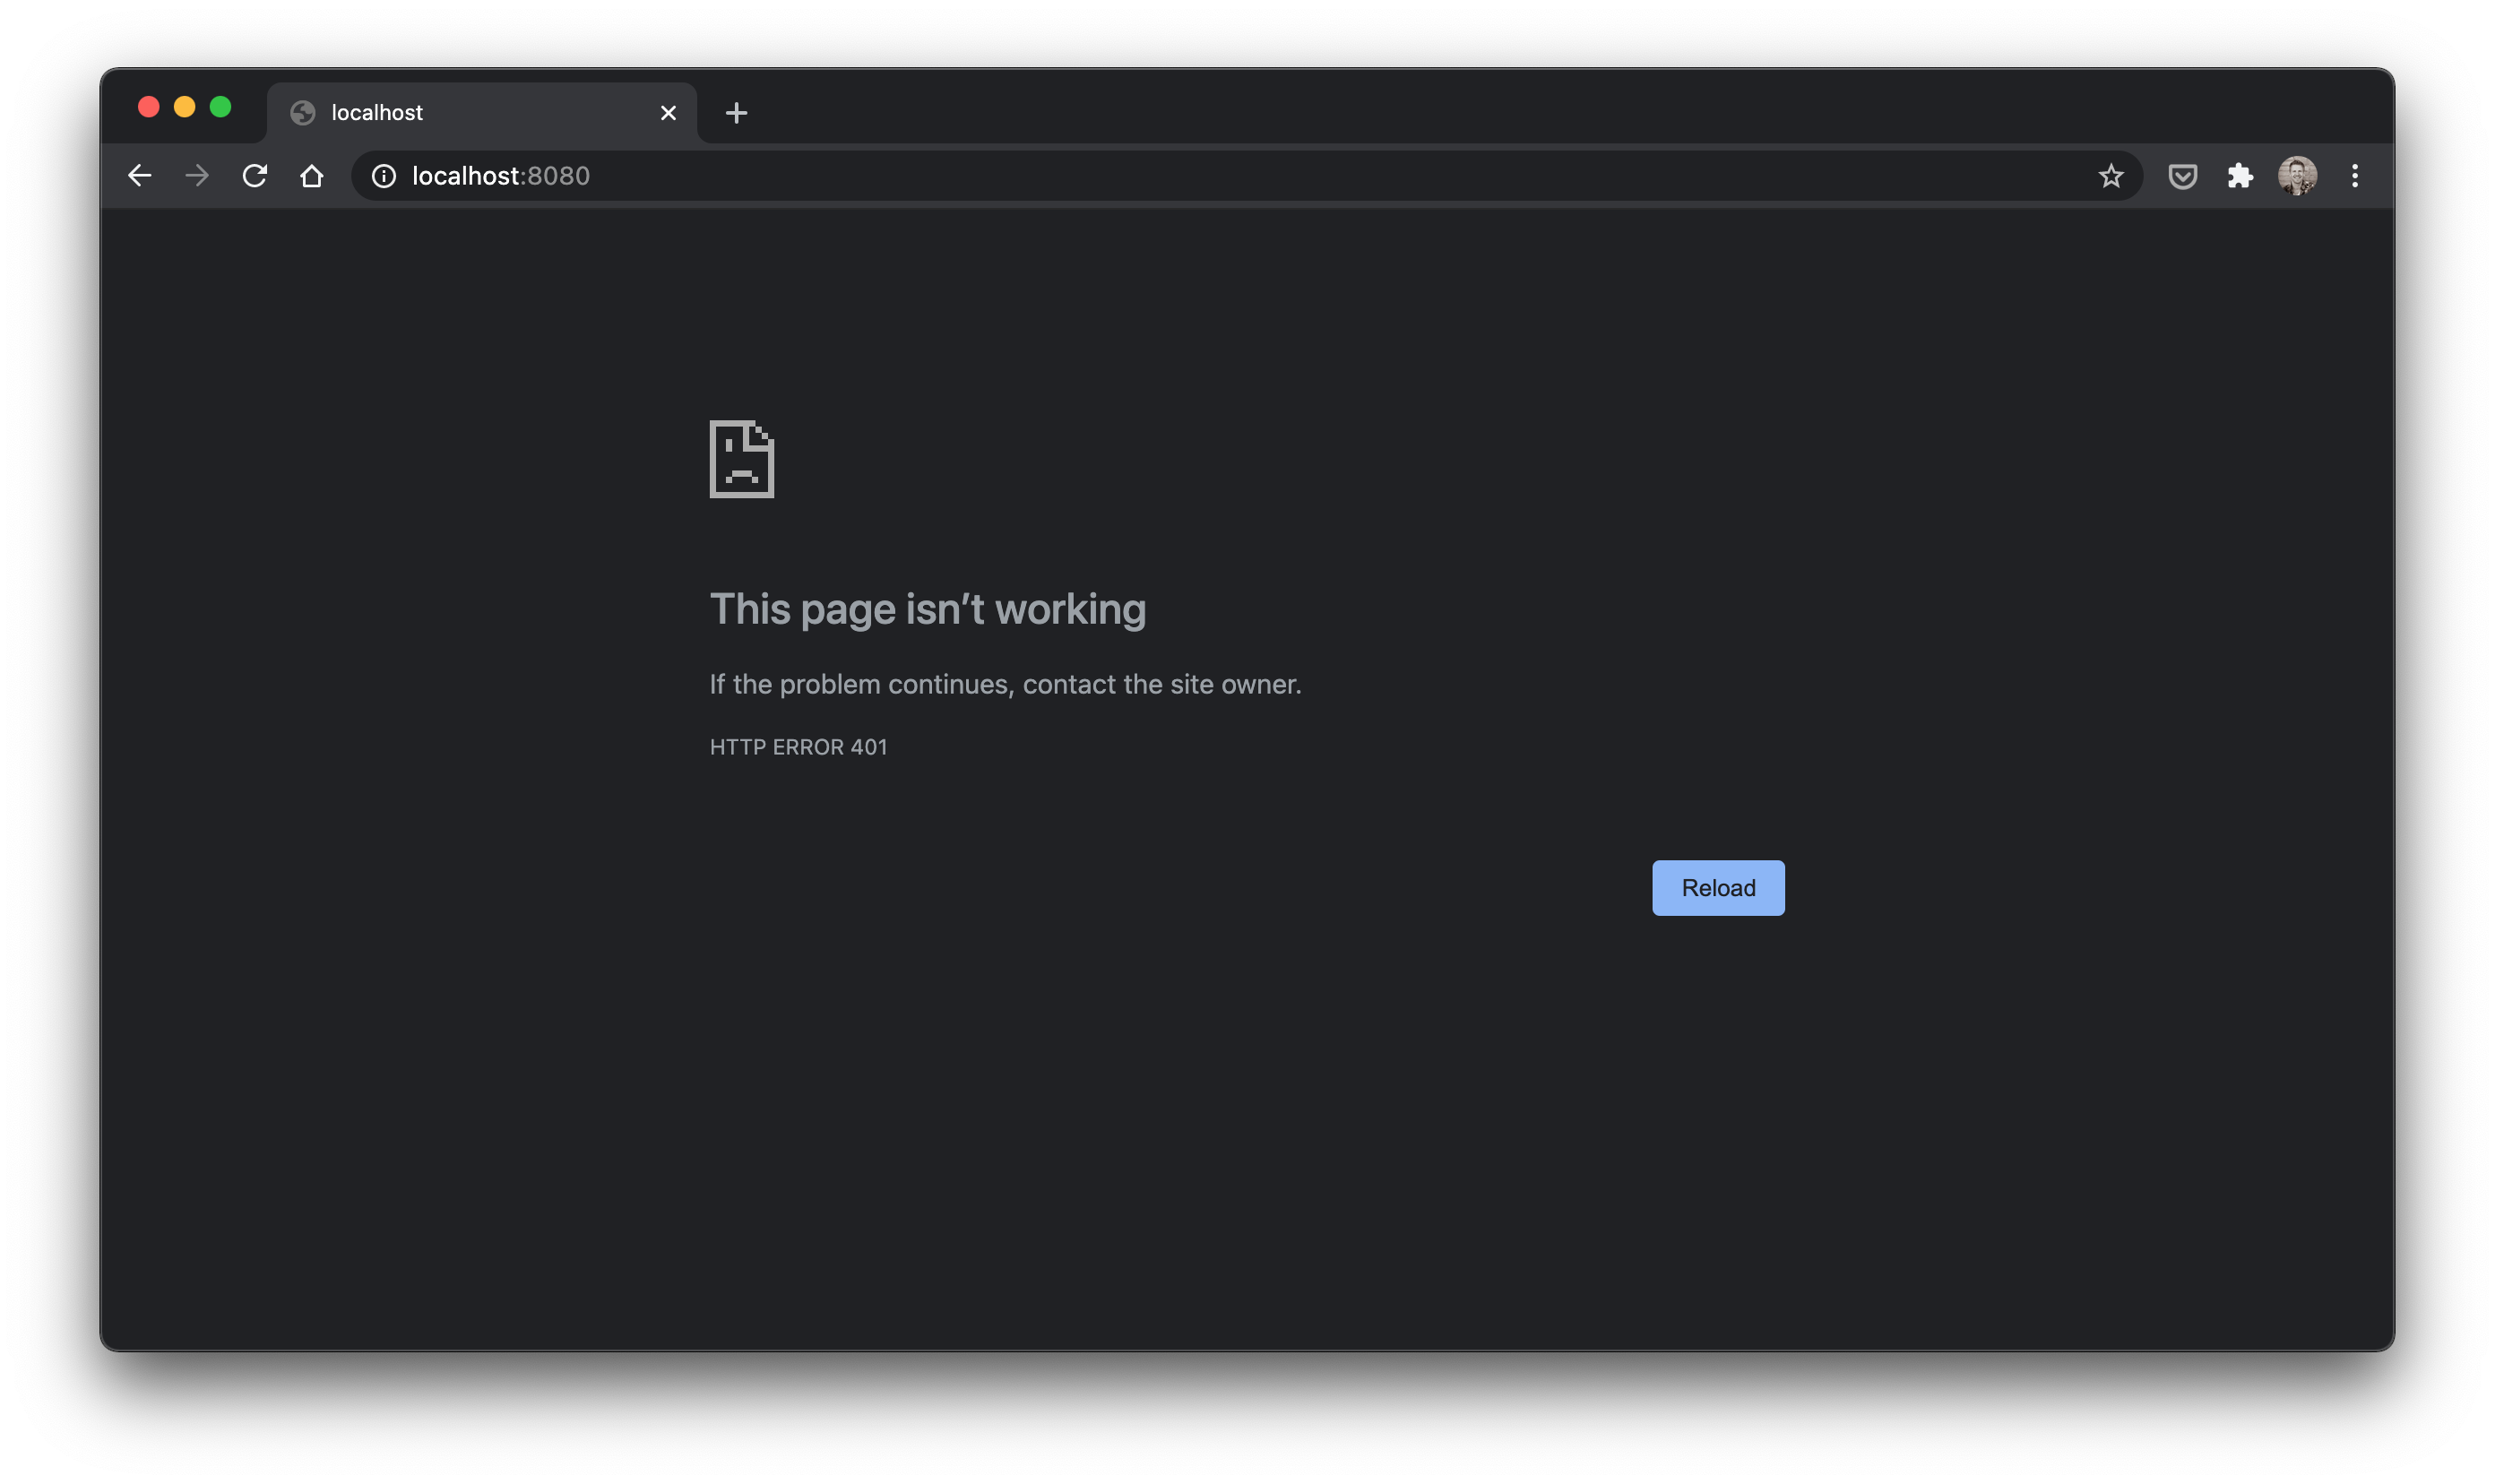 localhost
localhost:8080
This page isn’t working
If the problem continues, contact the site owner.
HTTP ERROR 401
Reload